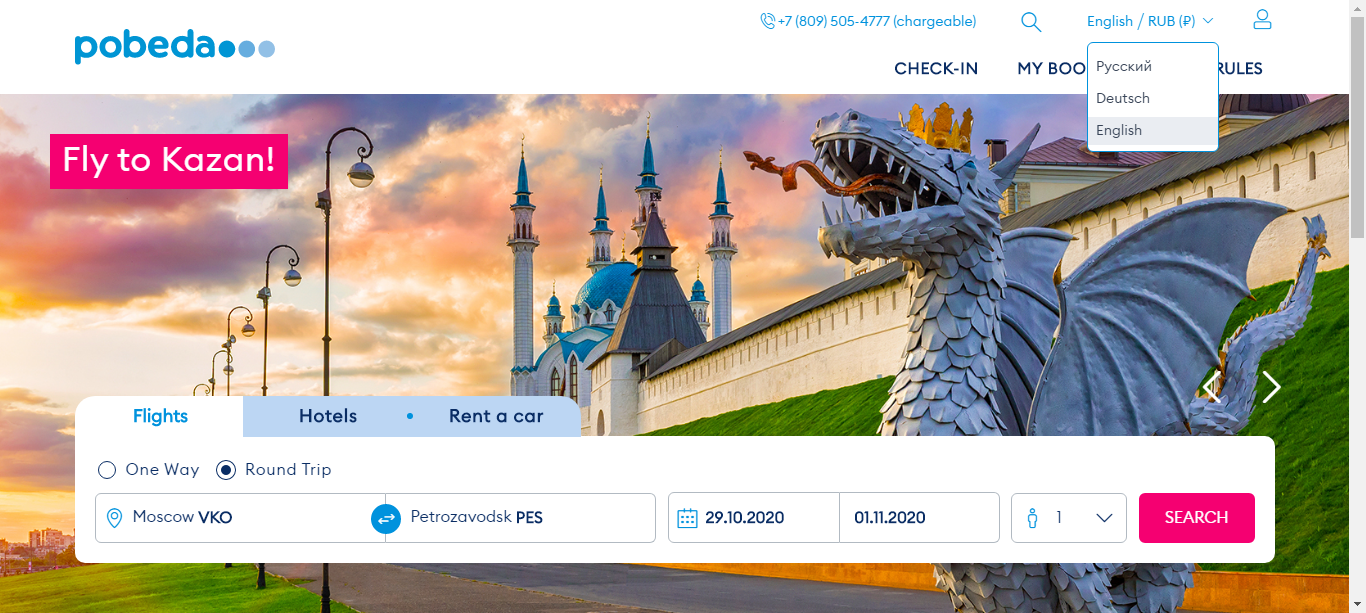 +7 (809) 505-4777 (chargeable)
English / RUB (₽)
pobeda
CHECK-IN
MY BOO
RULES
Русский
Deutsch
English
Fly to Kazan!
Flights
Hotels
Rent a car
One Way
Round Trip
Moscow VKO
Petrozavodsk PES
29.10.2020
01.11.2020
1
SEARCH